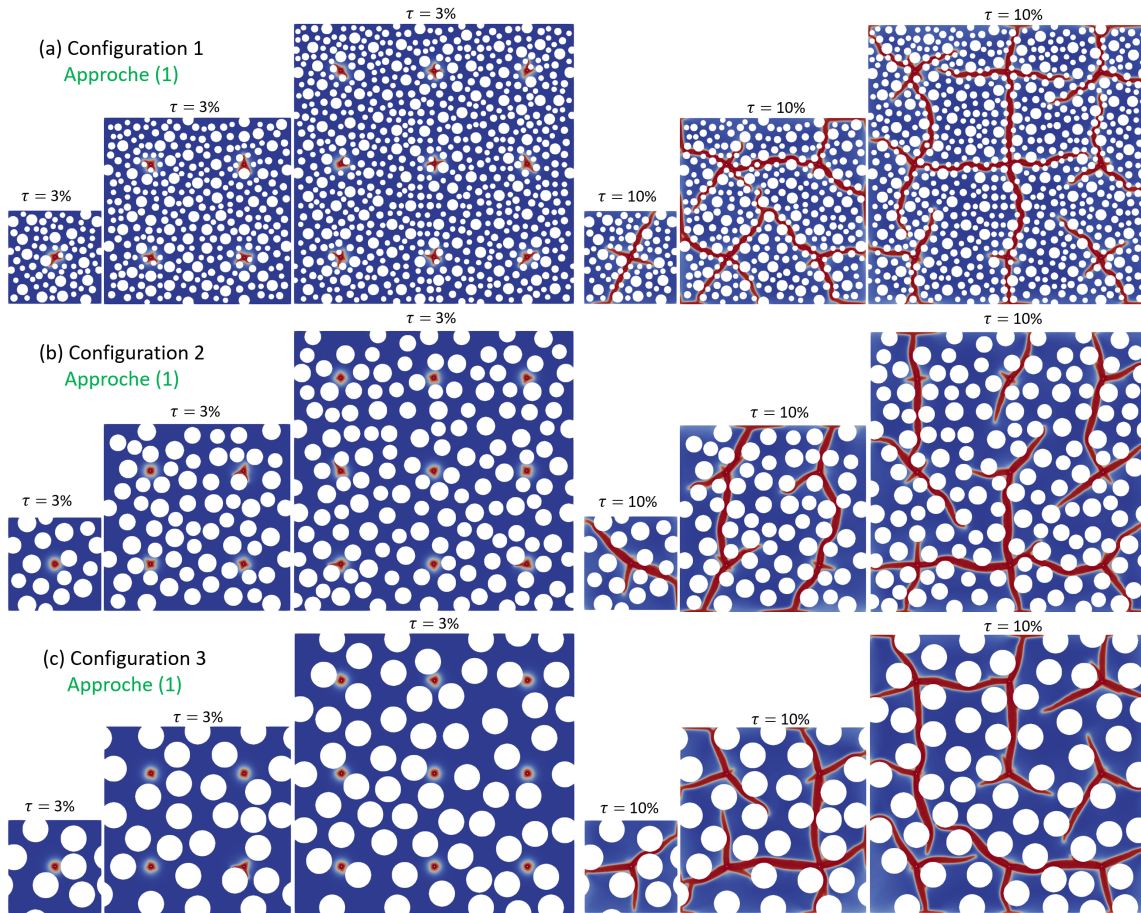 τ = 3%
τ = 10%
(a) Configuration 1
Approche (1)
τ = 3%
τ = 10%
τ = 3%
τ = 10%
τ = 3%
τ = 10%
(b) Configuration 2
Approche (1)
τ = 3%
τ = 10%
τ = 3%
τ = 10%
τ = 3%
τ = 10%
(c) Configuration 3
Approche (1)
τ = 3%
τ = 10%
τ = 3%
τ = 10%